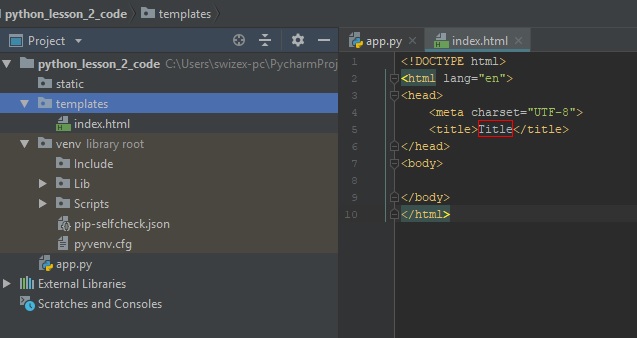 python_lesson_2_code templates
Project
python_lesson_2_code C:\Users\swizex-pc\PycharmProj
static
templates
index.html
venv library root
Include
Lib
Scripts
pip-selfcheck.json
pyvenv.cfg
app.py
External Libraries
Scratches and Consoles
app.py index.html
1 <!DOCTYPE html>
2 <html lang="en">
3 <head>
4 <meta charset="UTF-8">
5 <title>Title</title>
6 </head>
7 <body>
8
9 </body>
10 </html>